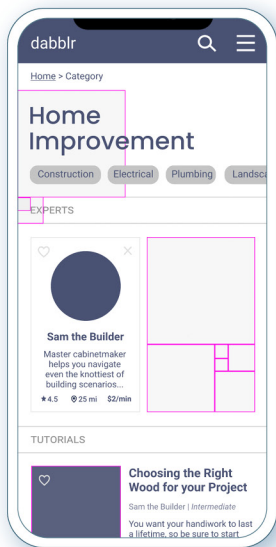 dabblr
Home > Category
Home
Improvement
Construction Electrical Plumbing Landsca
EXPERTS
Sam the Builder
Master cabinetmaker
helps you navigate
even the knottiest of
building scenarios...
★4.5 25 mi $2/min
TUTORIALS
Choosing the Right
Wood for your Project
Sam the Builder | Intermediate
You want your handiwork to last
a lifetime, so be sure to start